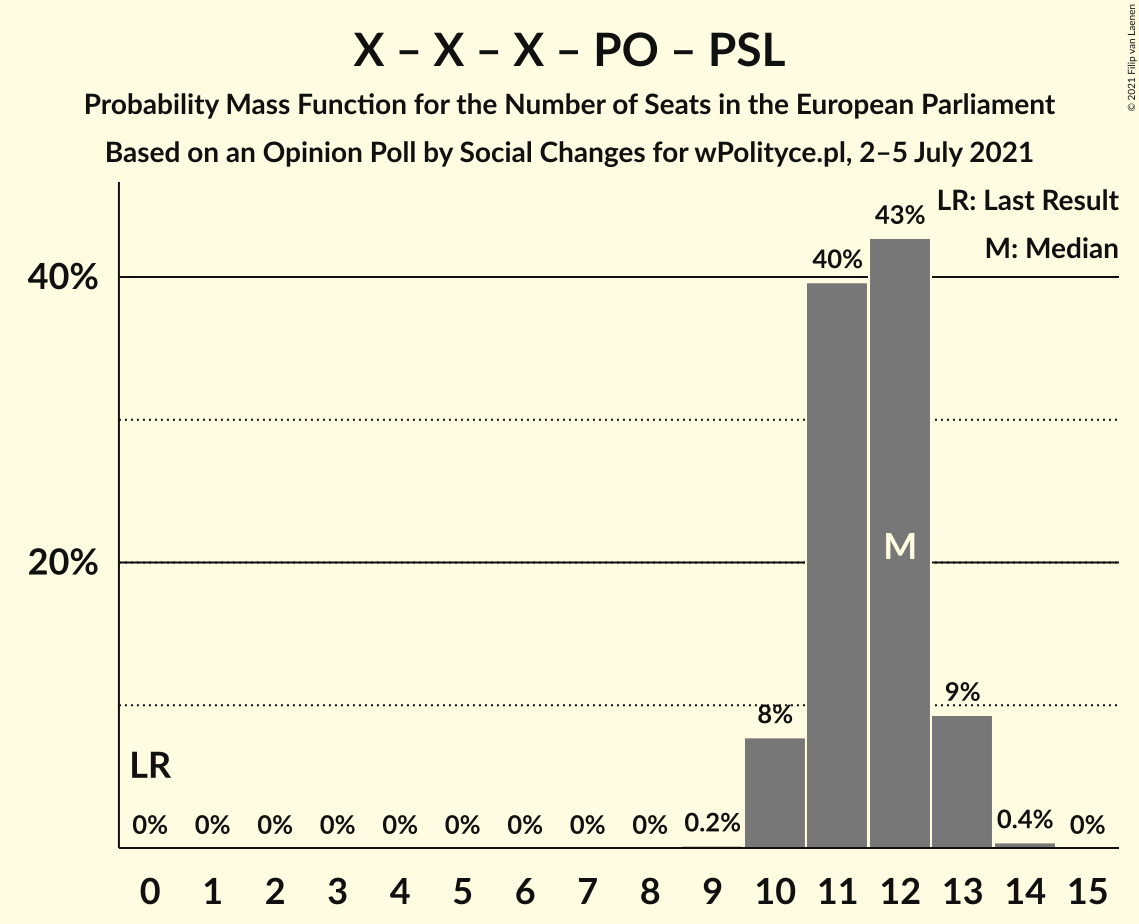 X – X – X – PO – PSL
Probability Mass Function for the Number of Seats in the European Parliament
Based on an Opinion Poll by Social Changes for wPolityce.pl, 2–5 July 2021
© 2021 Filip van Laenen
LR: Last Result
M: Median
43%
40%
40%
M
20%
9%
8%
LR
0% 0% 0% 0% 0% 0% 0% 0% 0% 0.2% 0.4% 0%
0 1 2 3 4 5 6 7 8 9 10 11 12 13 14 15